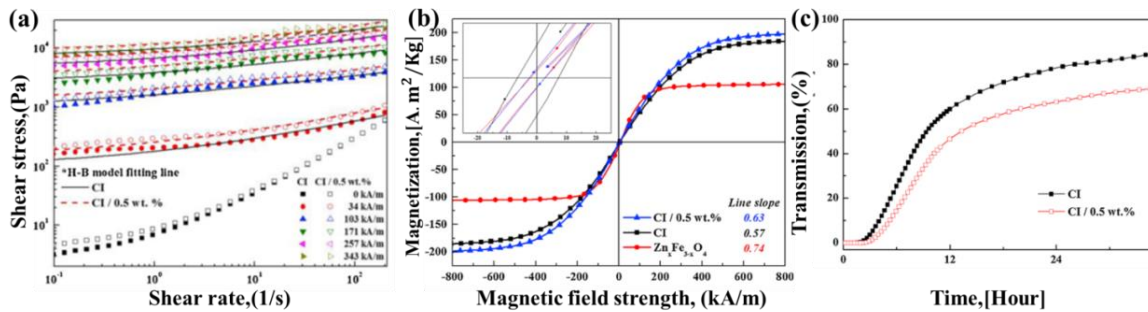 (a)
Shear stress,(Pa)
10⁴
10³
10²
10¹
*H-B model fitting line
CI
CI / 0.5 wt. %
CI CI / 0.5 wt.%
0 kA/m
34 kA/m
103 kA/m
171 kA/m
257 kA/m
343 kA/m
10⁻¹ 10⁰ 10¹ 10²
Shear rate,(1/s)
(b)
Magnetization,[A. m² /Kg]
200
150
100
50
0
-50
-100
-150
-200
-20 -10 0 10 20
Line slope
CI / 0.5 wt.% 0.63
CI 0.57
ZnₓFe₃₋ₓO₄ 0.74
-800 -600 -400 -200 0 200 400 600 800
Magnetic field strength, (kA/m)
(c)
Transmission,(%)
100
80
60
40
20
0
CI
CI / 0.5 wt.%
0 12 24
Time,[Hour]